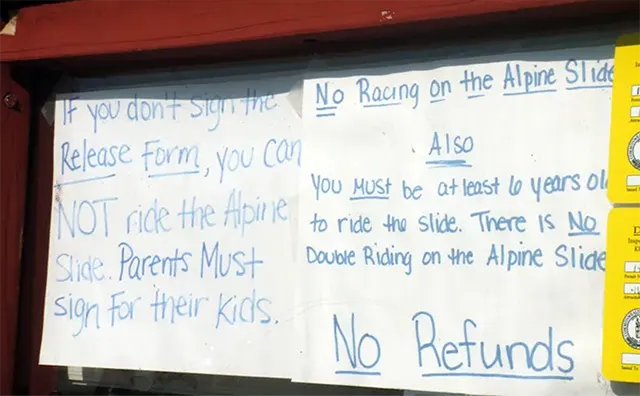 If you don't sign the
Release Form, you can
NOT ride the Alpine
Slide. Parents Must
sign for their kids.
No Racing on the Alpine Slide
Also
You MUST be at least 6 years ol
to ride the slide. There is No
Double Riding on the Alpine Slide
No Refunds